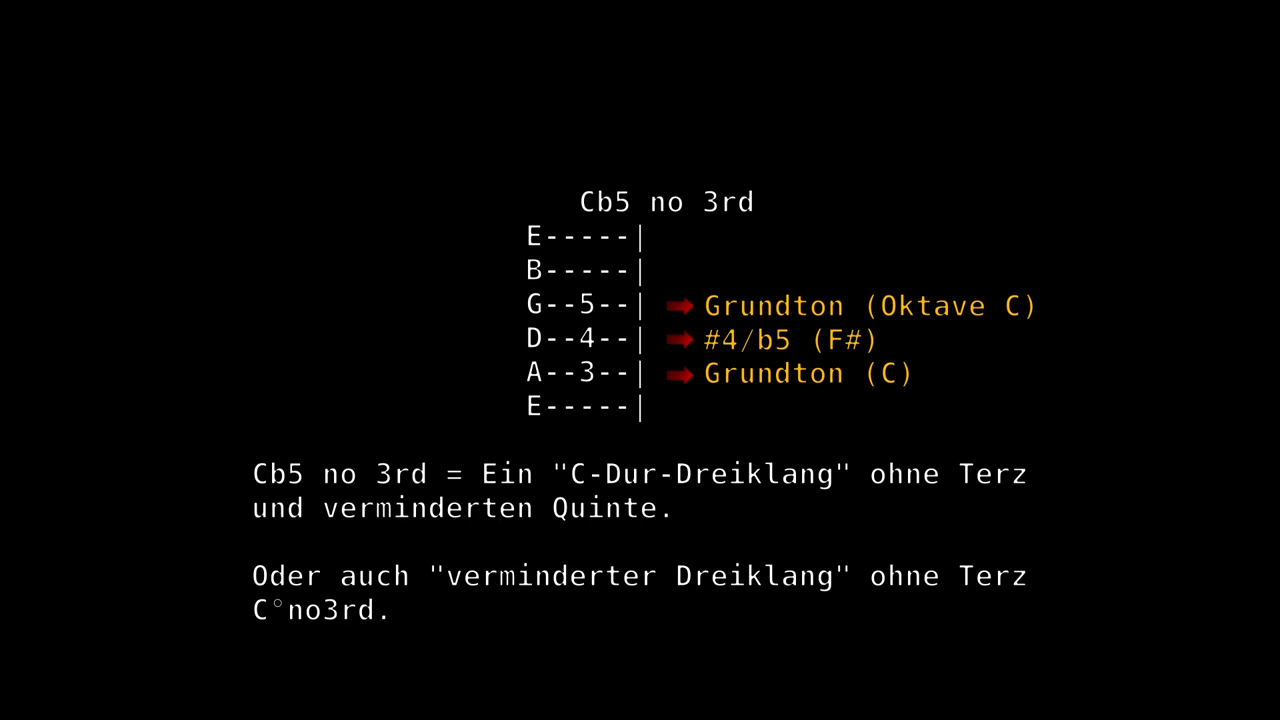 Cb5 no 3rd
E-----|
B-----|
G--5--| Grundton (Oktave C)
D--4--| #4/b5 (F#)
A--3--| Grundton (C)
E-----|
Cb5 no 3rd = Ein "C-Dur-Dreiklang" ohne Terz
und verminderten Quinte.
Oder auch "verminderter Dreiklang" ohne Terz
C°no3rd.